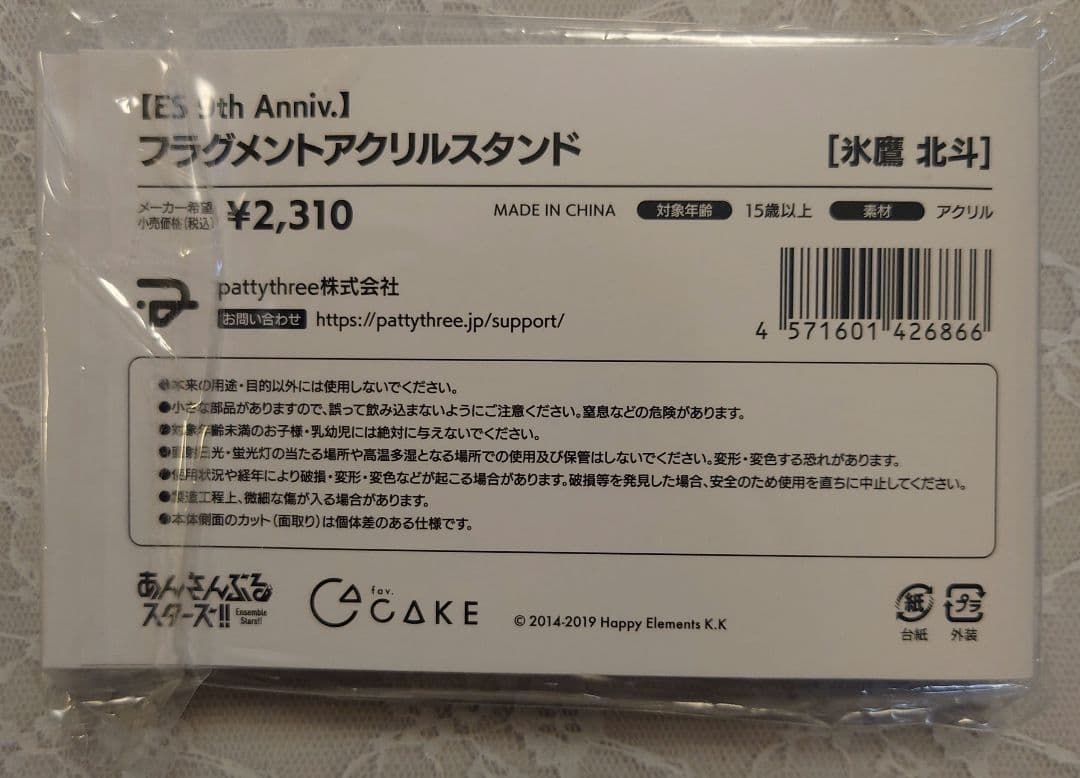 【ES 9th Anniv.】
フラグメントアクリルスタンド [氷鷹 北斗]
メーカー希望
小売価格(税込) ¥2,310 MADE IN CHINA 対象年齢 15歳以上 素材 アクリル
pattythree株式会社
お問い合わせ https://pattythree.jp/support/
4 571601 426866
●本来の用途・目的以外には使用しないでください。
●小さな部品がありますので、誤って飲み込まないようにご注意ください。窒息などの危険があります。
●対象年齢未満のお子様・乳幼児には絶対に与えないでください。
●直射日光・蛍光灯の当たる場所や高温多湿となる場所での使用及び保管はしないでください。変形・変色する恐れがあります。
●使用状況や経年により破損・変形・変色などが起こる場合があります。破損等を発見した場合、安全のため使用を直ちに中止してください。
●製造工程上、微細な傷が入る場合があります。
●本体側面のカット(面取り)は個体差のある仕様です。
あんさんぶる
スターズ!! Ensemble Stars!!
fav.
CAKE
© 2014-2019 Happy Elements K.K
紙 プラ
台紙 外装